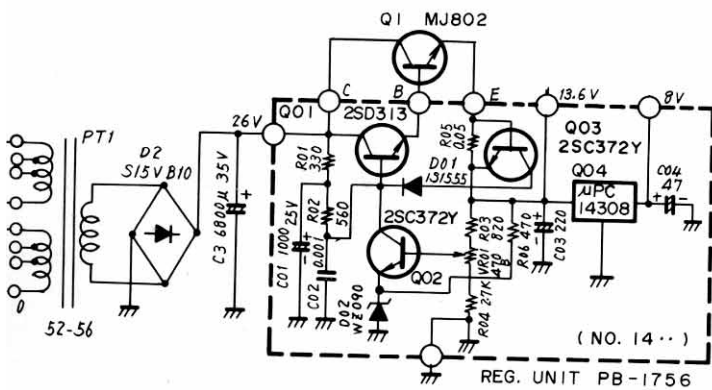 Q1 MJ802
C
B
E
13.6V
8V
26V
Q01
2SD313
PT1
D2
S15VB10
C3 6800μ 35V
+
R01
330
R02
560
C01 1000 25V
+
-
C02
0.001
D01
1S1555
R05
0.05
Q03
2SC372Y
Q04
μPC
14308
C04
47
+
-
2SC372Y
Q02
D02
WZ090
R03
820
VR01
470
B
R04 27K
R06 470
C03 220
+
-
0
52-56
(NO. 14··)
REG. UNIT PB-1756